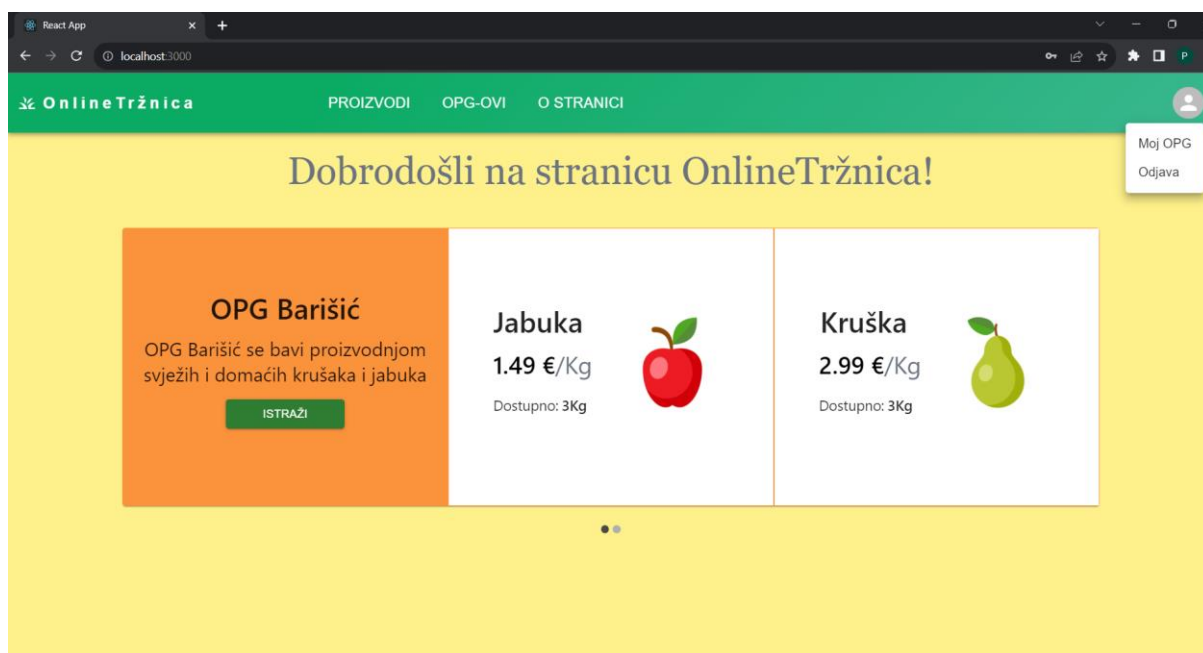 React App
localhost:3000
P
OnlineTržnica
PROIZVODI OPG-OVI O STRANICI
Moj OPG
Odjava
Dobrodošli na stranicu OnlineTržnica!
OPG Barišić
OPG Barišić se bavi proizvodnjom
svježih i domaćih krušaka i jabuka
ISTRAŽI
Jabuka
1.49 €/Kg
Dostupno: 3Kg
Kruška
2.99 €/Kg
Dostupno: 3Kg